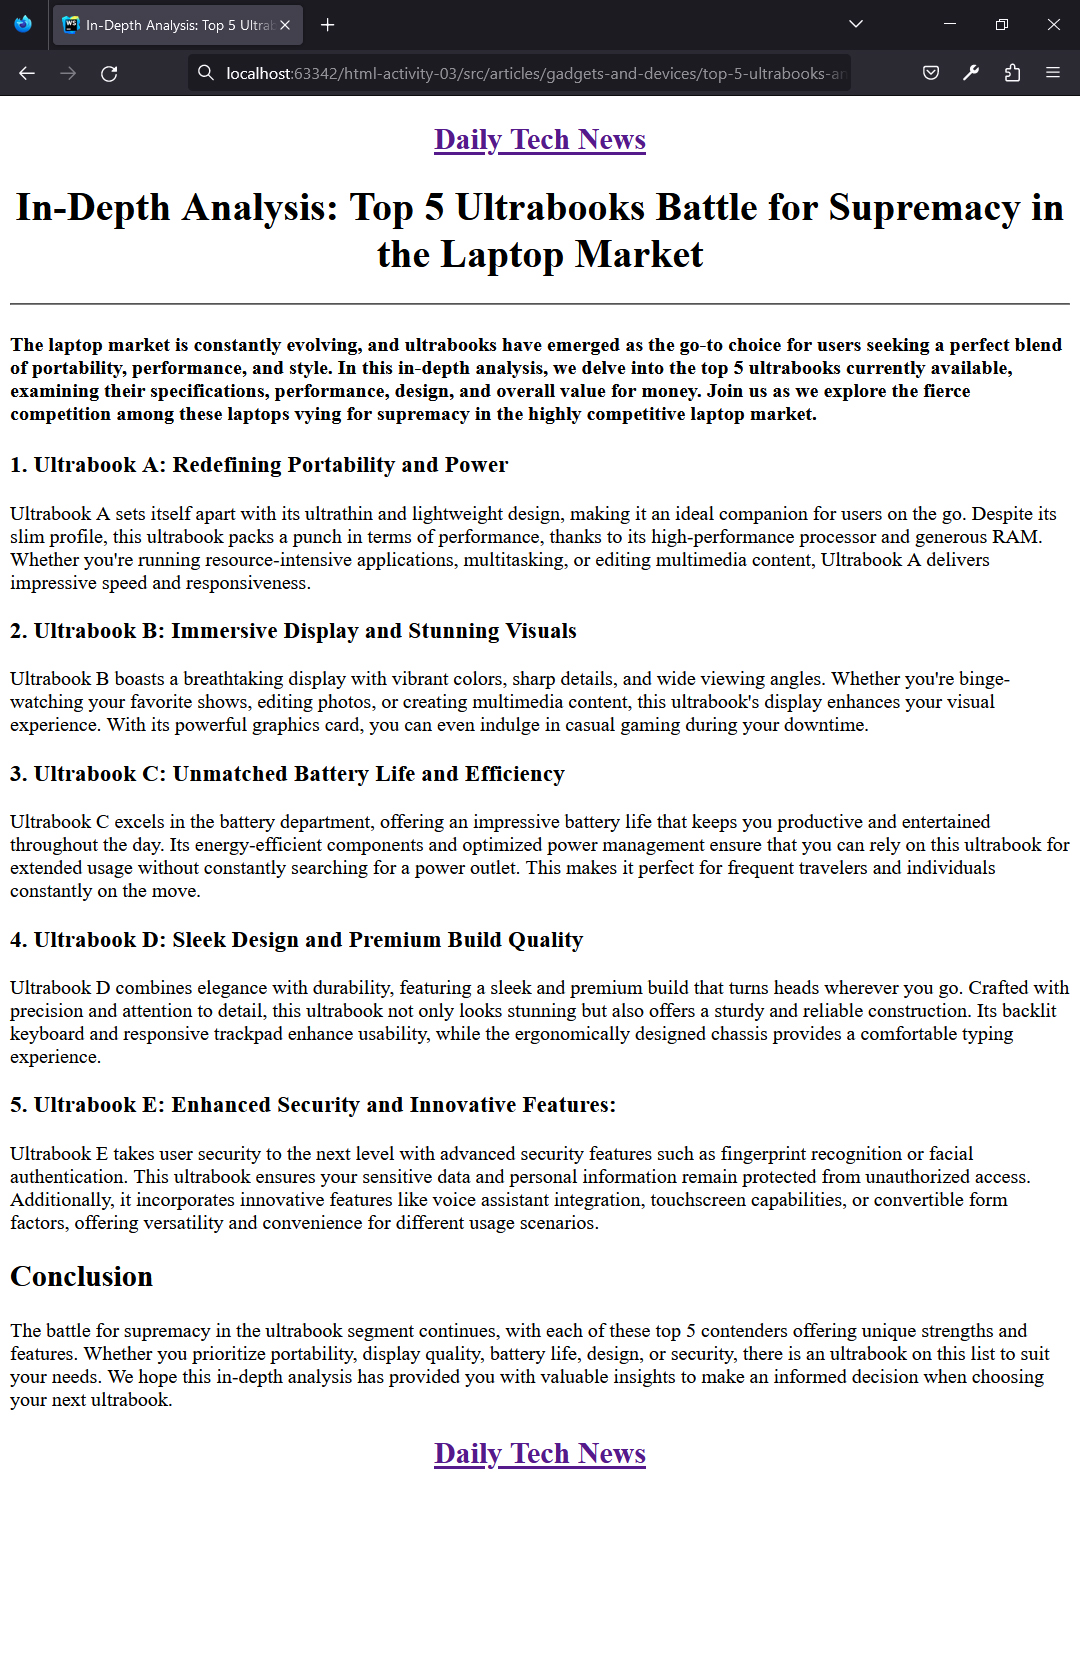 In-Depth Analysis: Top 5 Ultrab
localhost:63342/html-activity-03/src/articles/gadgets-and-devices/top-5-ultrabooks-an
Daily Tech News
In-Depth Analysis: Top 5 Ultrabooks Battle for Supremacy in
the Laptop Market
The laptop market is constantly evolving, and ultrabooks have emerged as the go-to choice for users seeking a perfect blend
of portability, performance, and style. In this in-depth analysis, we delve into the top 5 ultrabooks currently available,
examining their specifications, performance, design, and overall value for money. Join us as we explore the fierce
competition among these laptops vying for supremacy in the highly competitive laptop market.
1. Ultrabook A: Redefining Portability and Power
Ultrabook A sets itself apart with its ultrathin and lightweight design, making it an ideal companion for users on the go. Despite its
slim profile, this ultrabook packs a punch in terms of performance, thanks to its high-performance processor and generous RAM.
Whether you're running resource-intensive applications, multitasking, or editing multimedia content, Ultrabook A delivers
impressive speed and responsiveness.
2. Ultrabook B: Immersive Display and Stunning Visuals
Ultrabook B boasts a breathtaking display with vibrant colors, sharp details, and wide viewing angles. Whether you're binge-
watching your favorite shows, editing photos, or creating multimedia content, this ultrabook's display enhances your visual
experience. With its powerful graphics card, you can even indulge in casual gaming during your downtime.
3. Ultrabook C: Unmatched Battery Life and Efficiency
Ultrabook C excels in the battery department, offering an impressive battery life that keeps you productive and entertained
throughout the day. Its energy-efficient components and optimized power management ensure that you can rely on this ultrabook for
extended usage without constantly searching for a power outlet. This makes it perfect for frequent travelers and individuals
constantly on the move.
4. Ultrabook D: Sleek Design and Premium Build Quality
Ultrabook D combines elegance with durability, featuring a sleek and premium build that turns heads wherever you go. Crafted with
precision and attention to detail, this ultrabook not only looks stunning but also offers a sturdy and reliable construction. Its backlit
keyboard and responsive trackpad enhance usability, while the ergonomically designed chassis provides a comfortable typing
experience.
5. Ultrabook E: Enhanced Security and Innovative Features:
Ultrabook E takes user security to the next level with advanced security features such as fingerprint recognition or facial
authentication. This ultrabook ensures your sensitive data and personal information remain protected from unauthorized access.
Additionally, it incorporates innovative features like voice assistant integration, touchscreen capabilities, or convertible form
factors, offering versatility and convenience for different usage scenarios.
Conclusion
The battle for supremacy in the ultrabook segment continues, with each of these top 5 contenders offering unique strengths and
features. Whether you prioritize portability, display quality, battery life, design, or security, there is an ultrabook on this list to suit
your needs. We hope this in-depth analysis has provided you with valuable insights to make an informed decision when choosing
your next ultrabook.
Daily Tech News